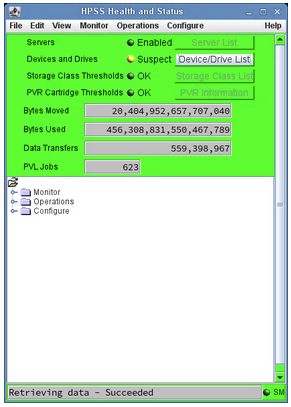 HPSS Health and Status
File Edit View Monitor Operations Configure Help
Servers Enabled Server List
Devices and Drives Suspect Device/Drive List
Storage Class Thresholds OK Storage Class List
PVR Cartridge Thresholds OK PVR Information
Bytes Moved 20,404,952,657,707,040
Bytes Used 456,308,831,550,467,789
Data Transfers 559,398,967
PVL Jobs 623
Monitor
Operations
Configure
Retrieving data - Succeeded SM